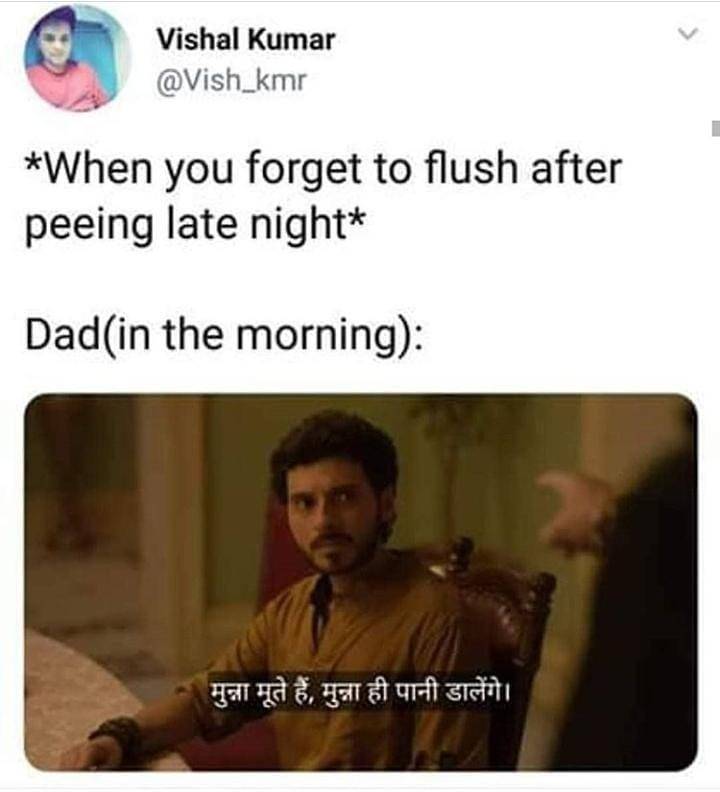 Vishal Kumar
@Vish_kmr
*When you forget to flush after
peeing late night*
Dad(in the morning):
मुन्ना मूते हैं, मुन्ना ही पानी डालेंगे।